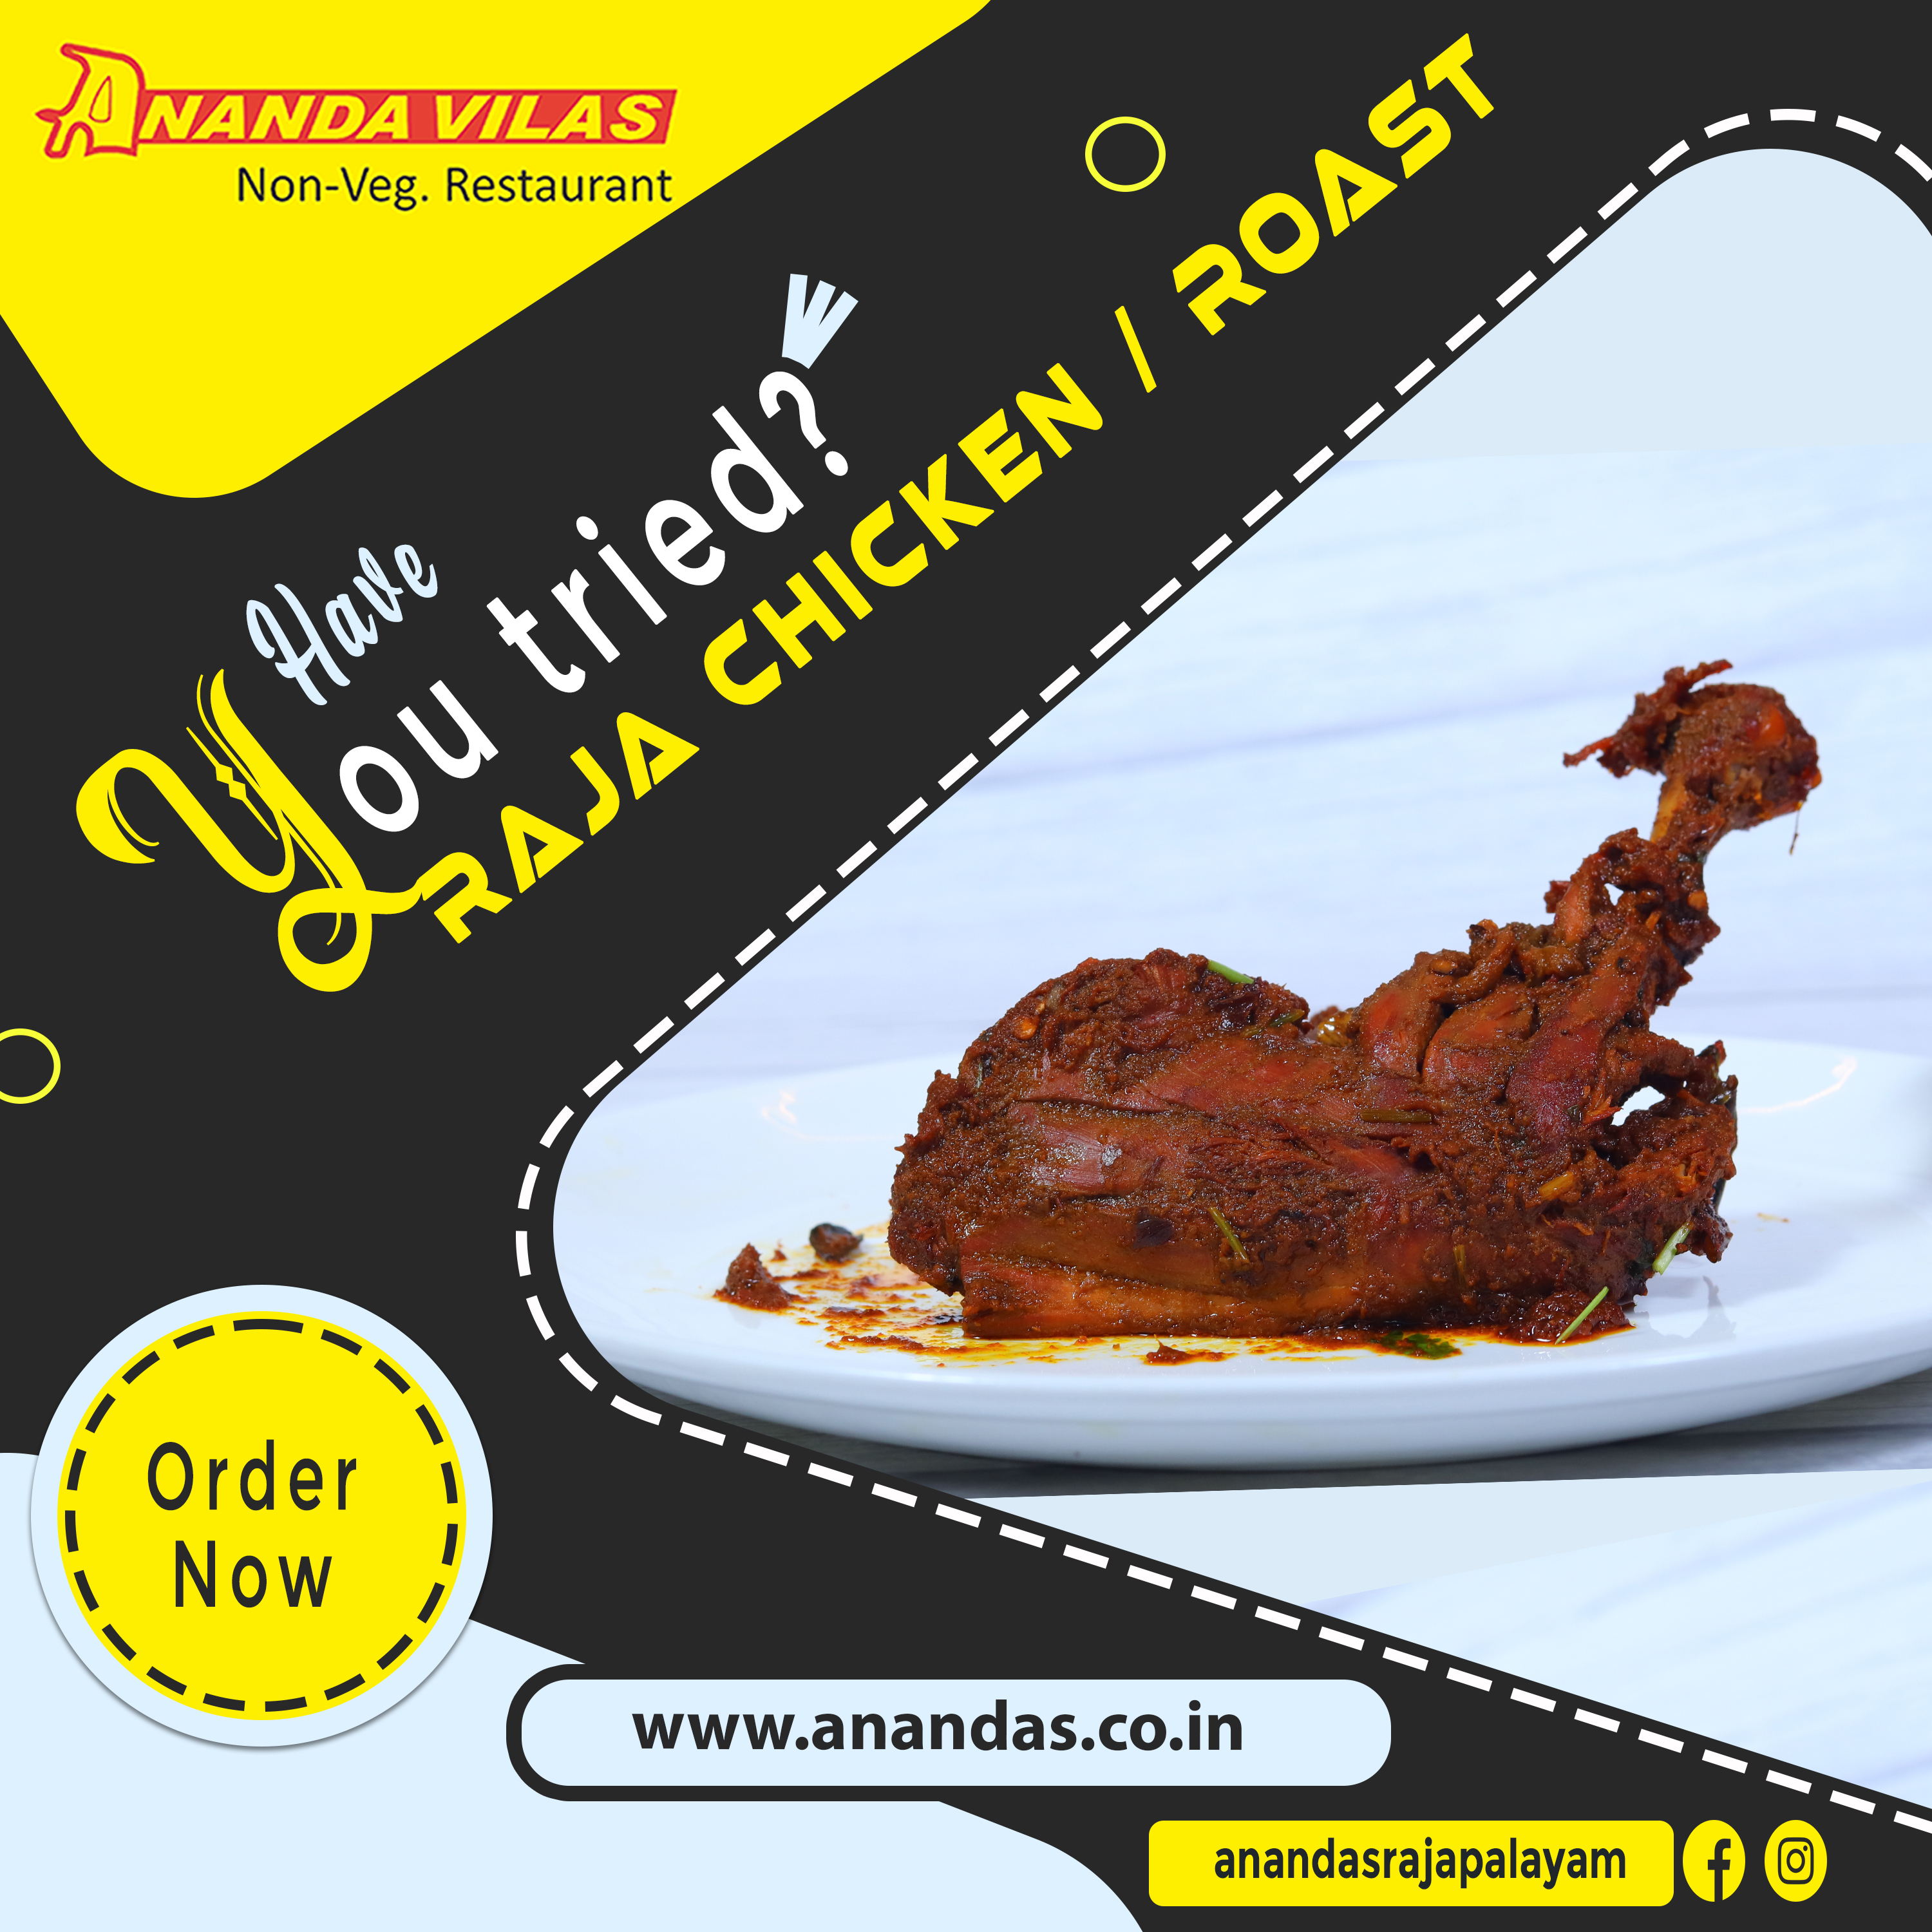 ANANDA VILAS
Non-Veg. Restaurant
Have
You tried?
RAJA CHICKEN / ROAST
Order
Now
www.anandas.co.in
anandasrajapalayam